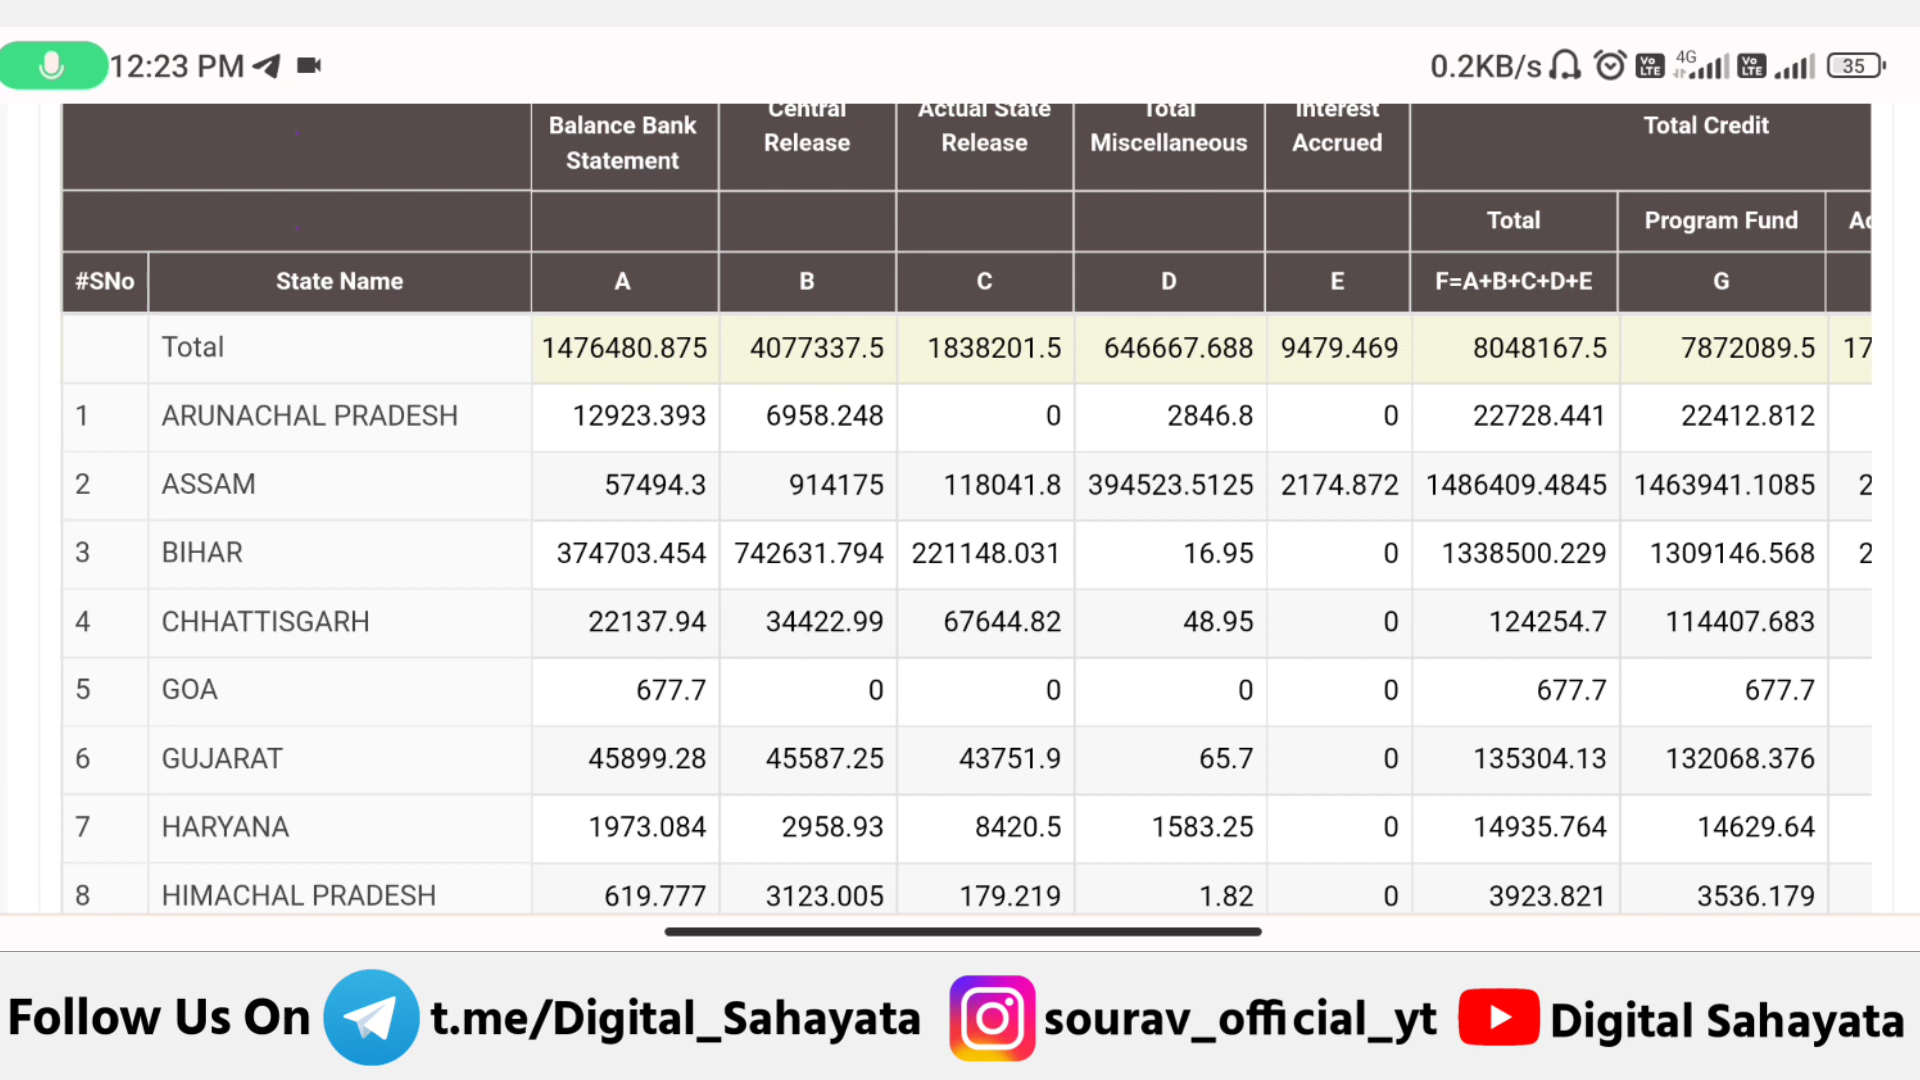 12:23 PM 0.2KB/s Vo LTE 4G Vo LTE 35
Balance Bank Statement Central Release Actual State Release Total Miscellaneous Interest Accrued Total Credit
Total Program Fund
#SNo State Name A B C D E F=A+B+C+D+E G
Total 1476480.875 4077337.5 1838201.5 646667.688 9479.469 8048167.5 7872089.5 17
1 ARUNACHAL PRADESH 12923.393 6958.248 0 2846.8 0 22728.441 22412.812
2 ASSAM 57494.3 914175 118041.8 394523.5125 2174.872 1486409.4845 1463941.1085 2
3 BIHAR 374703.454 742631.794 221148.031 16.95 0 1338500.229 1309146.568 2
4 CHHATTISGARH 22137.94 34422.99 67644.82 48.95 0 124254.7 114407.683
5 GOA 677.7 0 0 0 0 677.7 677.7
6 GUJARAT 45899.28 45587.25 43751.9 65.7 0 135304.13 132068.376
7 HARYANA 1973.084 2958.93 8420.5 1583.25 0 14935.764 14629.64
8 HIMACHAL PRADESH 619.777 3123.005 179.219 1.82 0 3923.821 3536.179
Follow Us On t.me/Digital_Sahayata sourav_official_yt Digital Sahayata